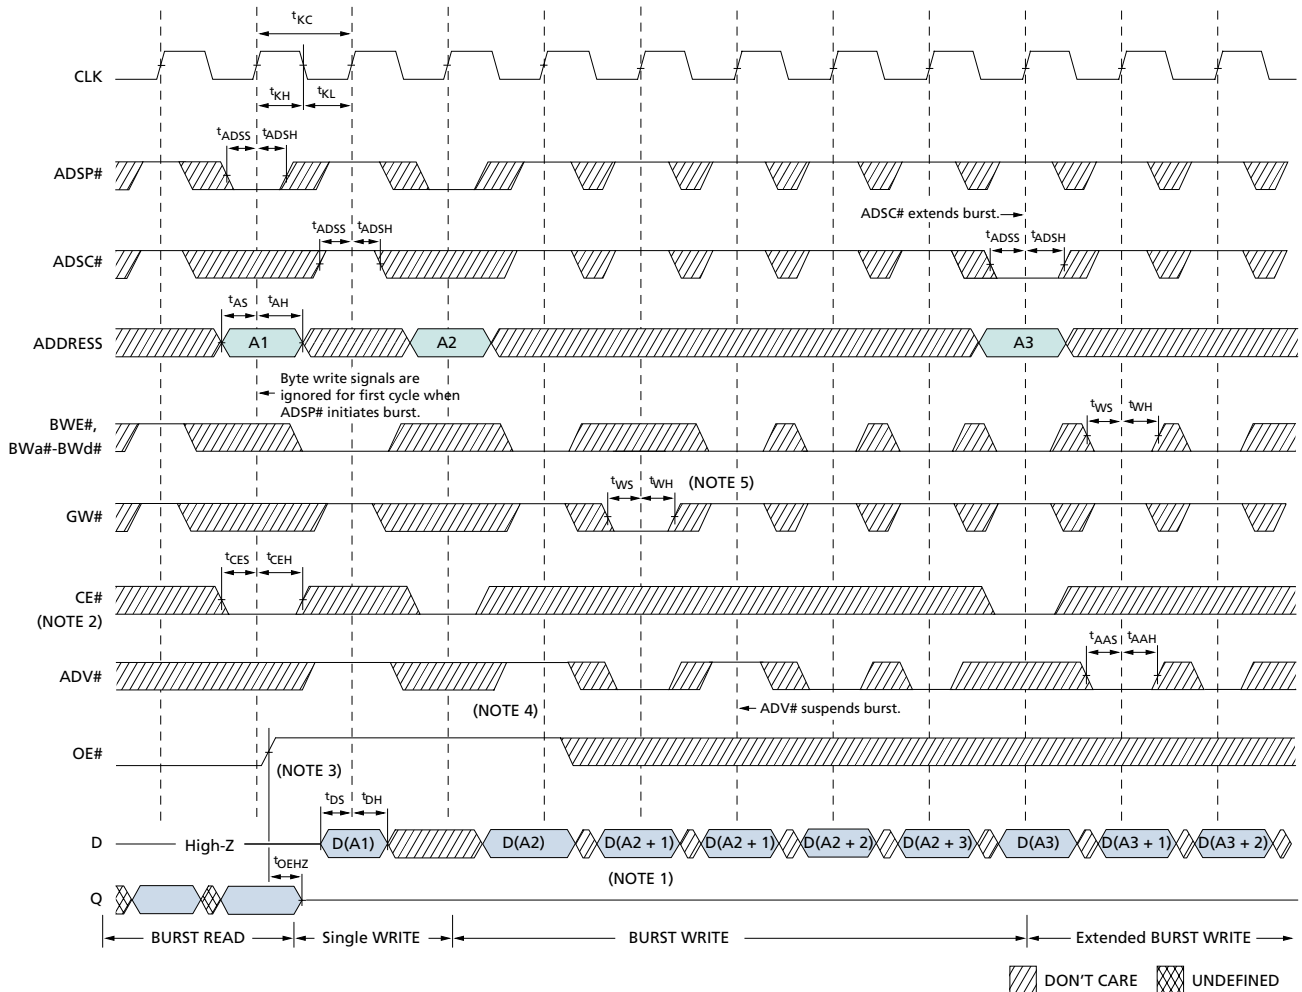 tKC
CLK
tKH
tKL
tADSS
tADSH
ADSP#
ADSC# extends burst.
tADSS
tADSH
tADSS
tADSH
ADSC#
tAS
tAH
ADDRESS
A1
A2
A3
Byte write signals are
ignored for first cycle when
ADSP# initiates burst.
BWE#,
BWa#-BWd#
tWS
tWH
tWS
tWH
(NOTE 5)
GW#
tCES
tCEH
CE#
(NOTE 2)
tAAS
tAAH
ADV#
(NOTE 4)
ADV# suspends burst.
OE#
(NOTE 3)
tDS
tDH
D
High-Z
D(A1)
D(A2)
D(A2 + 1)
D(A2 + 1)
D(A2 + 2)
D(A2 + 3)
D(A3)
D(A3 + 1)
D(A3 + 2)
tOEHZ
(NOTE 1)
Q
BURST READ
Single WRITE
BURST WRITE
Extended BURST WRITE
DON'T CARE
UNDEFINED